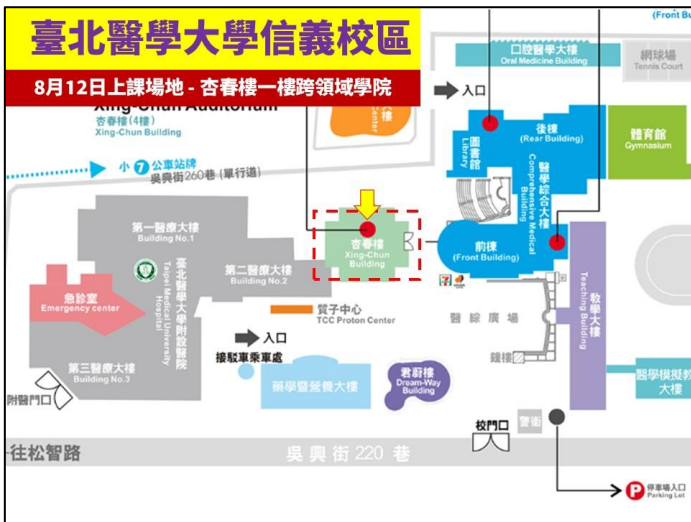 臺北醫學大學信義校區
8月12日上課場地 - 杏春樓一樓跨領域學院
(Front Bu
口腔醫學大樓
Oral Medicine Building
網球場
Tennis Court
入口
Xing-Chun Auditorium
杏春樓(4樓)
Xing-Chun Building
Center
圖書館
Library
後棟
(Rear Building)
醫學綜合大樓
Comprehensive Medical
Building
體育館
Gymnasium
小 7 公車站牌
吳興街260巷 (單行道)
第一醫療大樓
Building No.1
杏春樓
Xing-Chun
Building
前棟
(Front Building)
臺北醫學大學附設醫院
Taipei Medical University
Hospital
第二醫療大樓
Building No.2
急診室
Emergency center
質子中心
TCC Proton Center
醫綜廣場
教學大樓
Teaching Building
入口
接駁車乘車處
鐘樓
第三醫療大樓
Building No.3
藥學暨營養大樓
君蔚樓
Dream-Way
Building
醫學模擬教
大樓
附醫門口
校門口
警衛
往松智路
吳興街 220 巷
P 停車場入口
Parking Lot